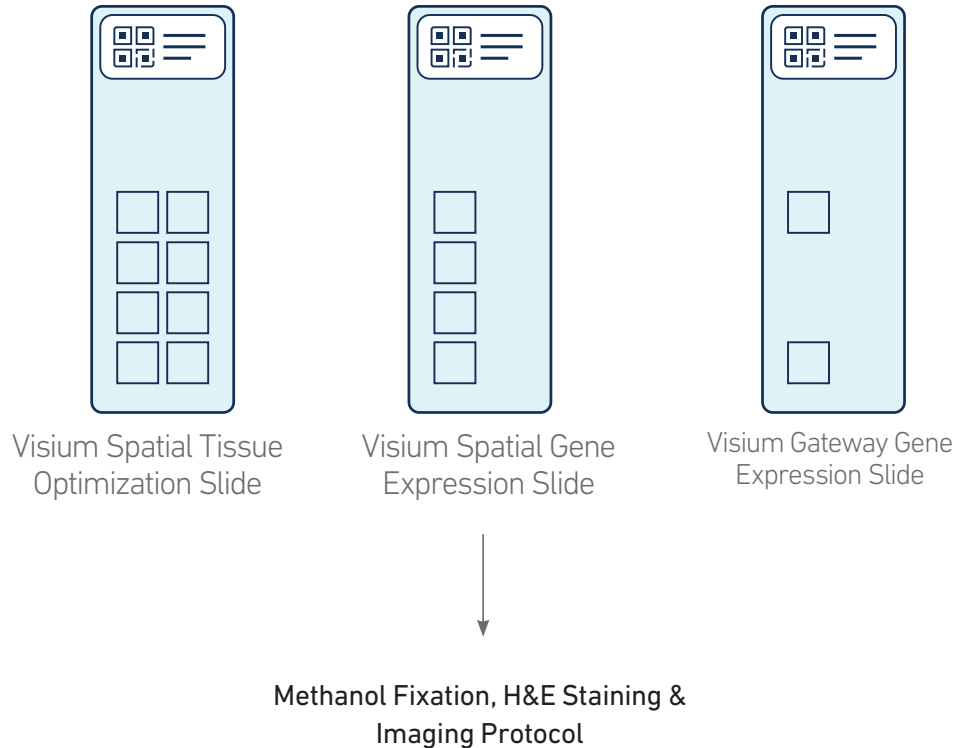 Visium Spatial Tissue
Optimization Slide
Visium Spatial Gene
Expression Slide
Visium Gateway Gene
Expression Slide
Methanol Fixation, H&E Staining &
Imaging Protocol